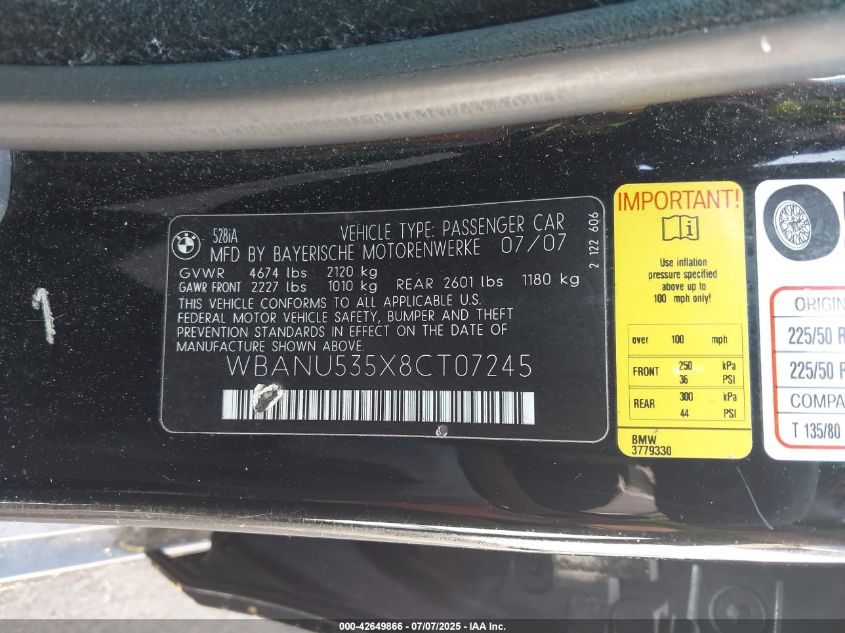 BMW
528iA
VEHICLE TYPE: PASSENGER CAR
MFD BY BAYERISCHE MOTORENWERKE 07/07
GVWR 4674 lbs 2120 kg
GAWR FRONT 2227 lbs 1010 kg REAR 2601 lbs 1180 kg
THIS VEHICLE CONFORMS TO ALL APPLICABLE U.S.
FEDERAL MOTOR VEHICLE SAFETY, BUMPER AND THEFT
PREVENTION STANDARDS IN EFFECT ON THE DATE OF
MANUFACTURE SHOWN ABOVE
WBANU535X8CT07245
2 122 606
IMPORTANT!
Use inflation
pressure specified
above up to
100 mph only!
over 100 mph
FRONT 250 kPa
36 PSI
REAR 300 kPa
44 PSI
BMW
3779330
ORIGIN
225/50 R
225/50 R
COMPA
T 135/80
000-42649866 - 07/07/2025 - IAA Inc.